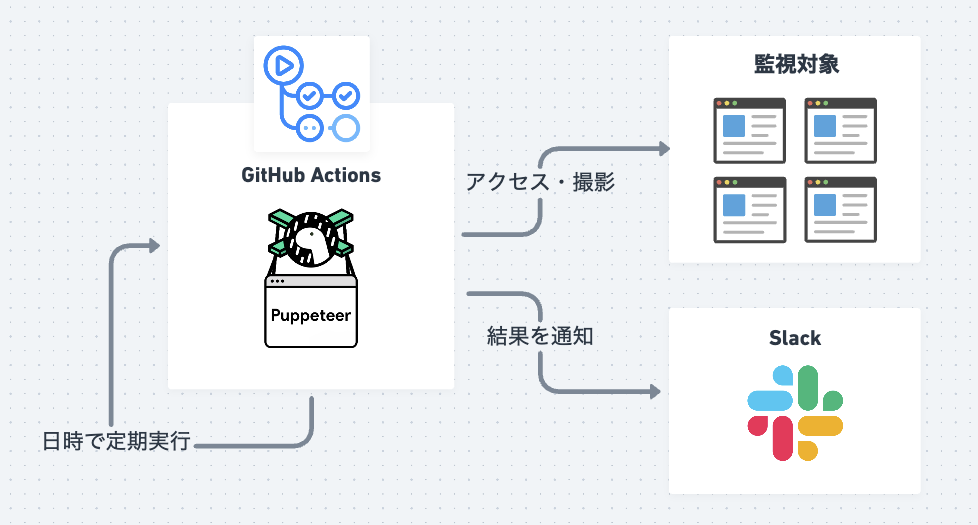 監視対象
GitHub Actions
アクセス・撮影
Puppeteer
結果を通知
Slack
日時で定期実行